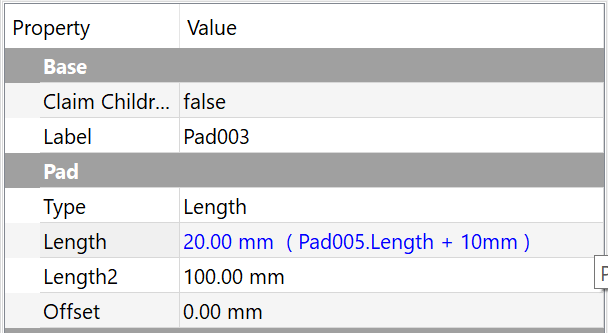 Property Value
Base
Claim Childr... false
Label Pad003
Pad
Type Length
Length 20.00 mm ( Pad005.Length + 10mm )
Length2 100.00 mm
Offset 0.00 mm